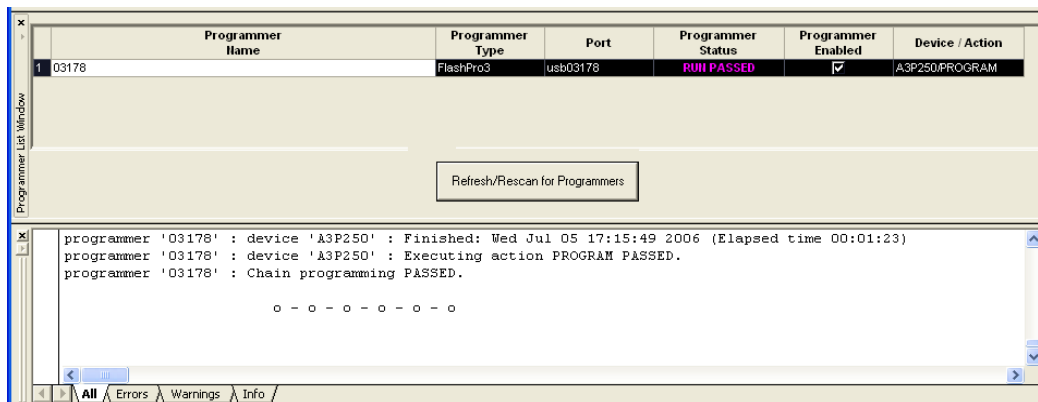 Programmer Name Programmer Type Port Programmer Status Programmer Enabled Device / Action
1 03178 FlashPro3 usb03178 RUN PASSED A3P250/PROGRAM
Programmer List Window
Refresh/Rescan for Programmers
programmer '03178' : device 'A3P250' : Finished: Wed Jul 05 17:15:49 2006 (Elapsed time 00:01:23)
programmer '03178' : device 'A3P250' : Executing action PROGRAM PASSED.
programmer '03178' : Chain programming PASSED.
o - o - o - o - o - o
All Errors Warnings Info